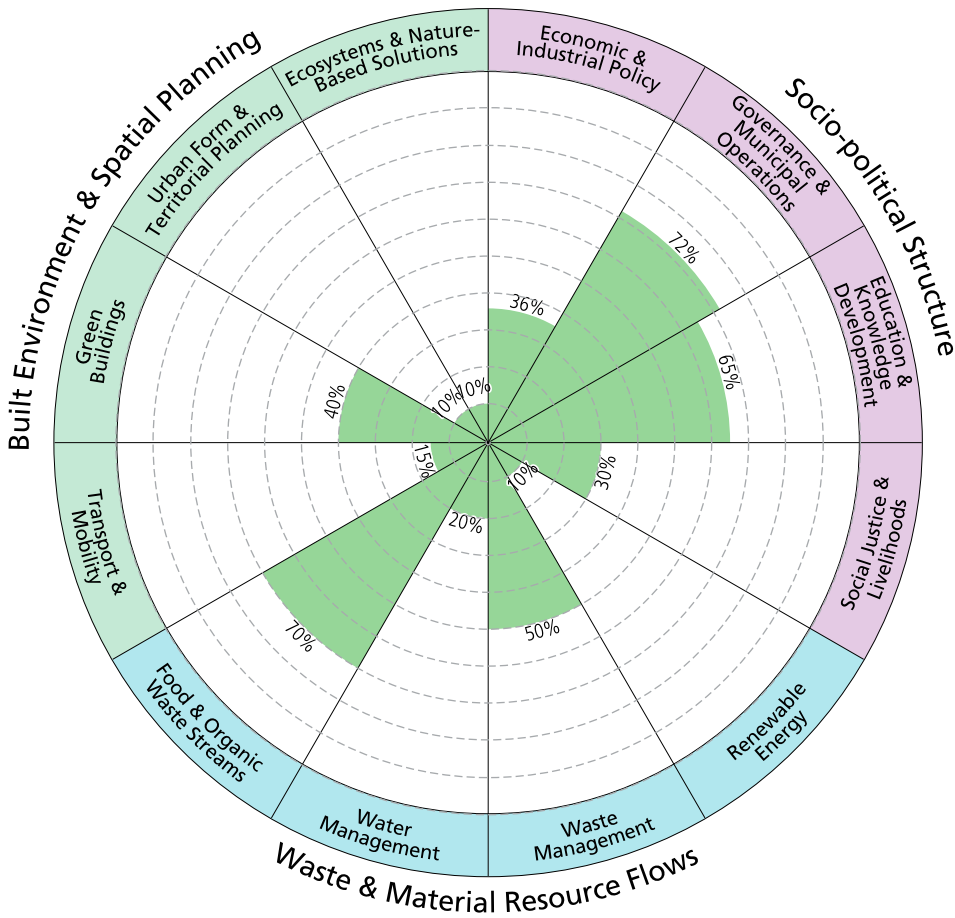 Built Environment & Spatial Planning
Socio-political Structure
Waste & Material Resource Flows
Economic &
Industrial Policy
Governance &
Municipal
Operations
Education &
Knowledge
Development
Social Justice &
Livelihoods
Renewable
Energy
Waste
Management
Water
Management
Food & Organic
Waste Streams
Transport &
Mobility
Green
Buildings
Urban Form &
Territorial Planning
Ecosystems & Nature-
Based Solutions
36%
72%
65%
30%
10%
50%
20%
70%
15%
40%
10%
10%